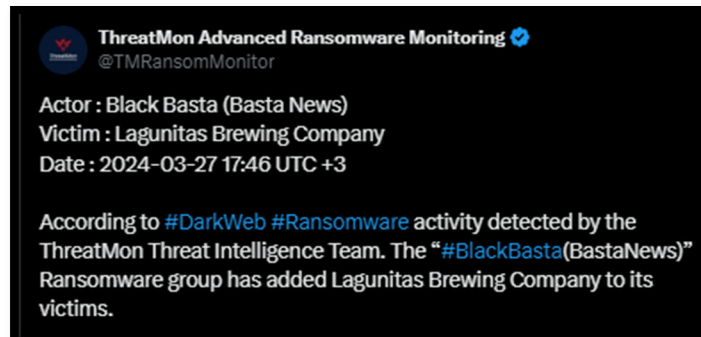 ThreatMon Advanced Ransomware Monitoring
@TMRansomMonitor
Actor : Black Basta (Basta News)
Victim : Lagunitas Brewing Company
Date : 2024-03-27 17:46 UTC +3
According to #DarkWeb #Ransomware activity detected by the
ThreatMon Threat Intelligence Team. The “#BlackBasta(BastaNews)”
Ransomware group has added Lagunitas Brewing Company to its
victims.